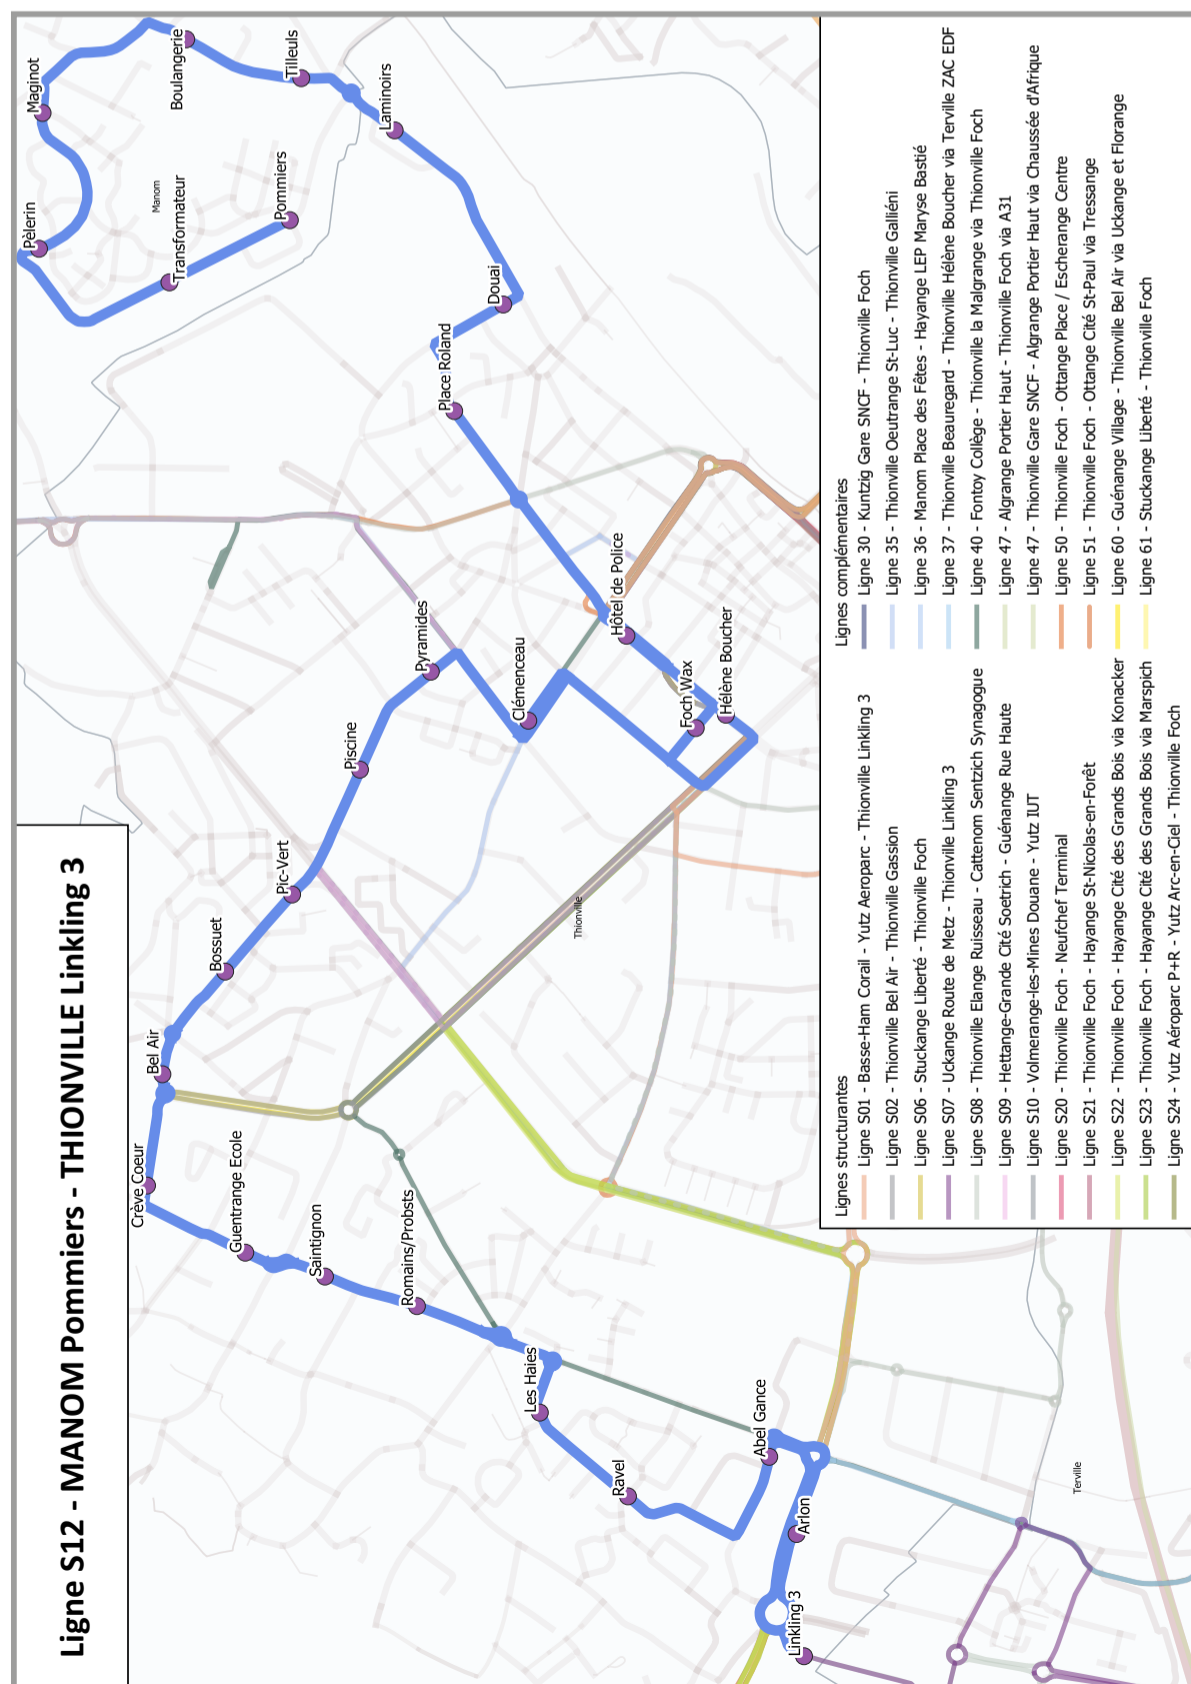 Ligne S12 - MANOM Pommiers - THIONVILLE Linkling 3
Pèlerin
Maginot
Boulangerie
Tilleuls
Laminoirs
Manom
Transformateur
Pommiers
Douai
Place Roland
Hôtel de Police
Hélène Boucher
Foch Wax
Clémenceau
Pyramides
Piscine
Pic-Vert
Bossuet
Bel Air
Crève Coeur
Guentrange Ecole
Saintignon
Romains/Probsts
Les Haies
Ravel
Abel Gance
Arlon
Linkling 3
Thionville
Terville
Lignes structurantes
Ligne S01 - Basse-Ham Corail - Yutz Aeroparc - Thionville Linkling 3
Ligne S02 - Thionville Bel Air - Thionville Gassion
Ligne S06 - Stuckange Liberté - Thionville Foch
Ligne S07 - Uckange Route de Metz - Thionville Linkling 3
Ligne S08 - Thionville Elange Ruisseau - Cattenom Sentzich Synagogue
Ligne S09 - Hettange-Grande Cité Soetrich - Guénange Rue Haute
Ligne S10 - Volmerange-les-Mines Douane - Yutz IUT
Ligne S20 - Thionville Foch - Neufchef Terminal
Ligne S21 - Thionville Foch - Hayange St-Nicolas-en-Forêt
Ligne S22 - Thionville Foch - Hayange Cité des Grands Bois via Konacker
Ligne S23 - Thionville Foch - Hayange Cité des Grands Bois via Marspich
Ligne S24 - Yutz Aéroparc P+R - Yutz Arc-en-Ciel - Thionville Foch
Lignes complémentaires
Ligne 30 - Kuntzig Gare SNCF - Thionville Foch
Ligne 35 - Thionville Oeutrange St-Luc - Thionville Galliéni
Ligne 36 - Manom Place des Fêtes - Hayange LEP Maryse Bastié
Ligne 37 - Thionville Beauregard - Thionville Hélène Boucher via Terville ZAC EDF
Ligne 40 - Fontoy Collège - Thionville la Malgrange via Thionville Foch
Ligne 47 - Algrange Portier Haut - Thionville Foch via A31
Ligne 47 - Thionville Gare SNCF - Algrange Portier Haut via Chaussée d'Afrique
Ligne 50 - Thionville Foch - Ottange Place / Escherange Centre
Ligne 51 - Thionville Foch - Ottange Cité St-Paul via Tressange
Ligne 60 - Guénange Village - Thionville Bel Air via Uckange et Florange
Ligne 61 - Stuckange Liberté - Thionville Foch